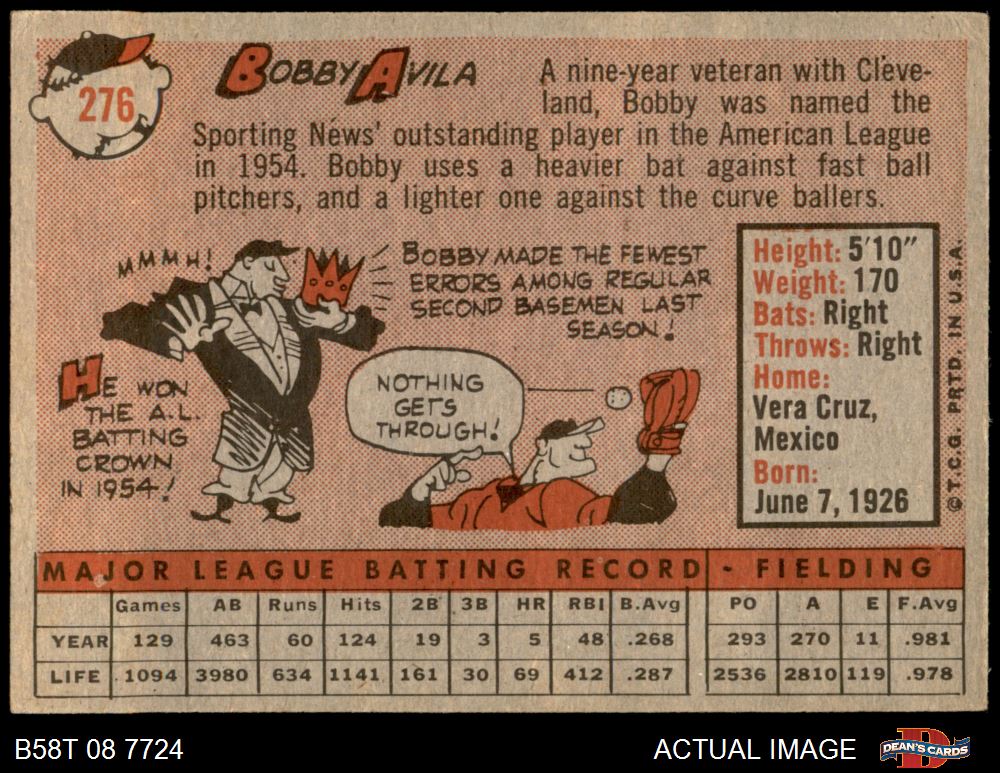 276
BOBBY AVILA
A nine-year veteran with Cleve-
land, Bobby was named the
Sporting News' outstanding player in the American League
in 1954. Bobby uses a heavier bat against fast ball
pitchers, and a lighter one against the curve ballers.
MMMH!
BOBBY MADE THE FEWEST
ERRORS AMONG REGULAR
SECOND BASEMEN LAST
SEASON!
HE WON
THE A.L.
BATTING
CROWN
IN 1954!
NOTHING
GETS
THROUGH!
Height: 5'10"
Weight: 170
Bats: Right
Throws: Right
Home:
Vera Cruz,
Mexico
Born:
June 7, 1926
©T.C.G. PRTD. IN U.S.A.
MAJOR LEAGUE BATTING RECORD - FIELDING
Games AB Runs Hits 2B 3B HR RBI B.Avg PO A E F.Avg
YEAR 129 463 60 124 19 3 5 48 .268 293 270 11 .981
LIFE 1094 3980 634 1141 161 30 69 412 .287 2536 2810 119 .978
B58T 08 7724
ACTUAL IMAGE
DEAN'S CARDS